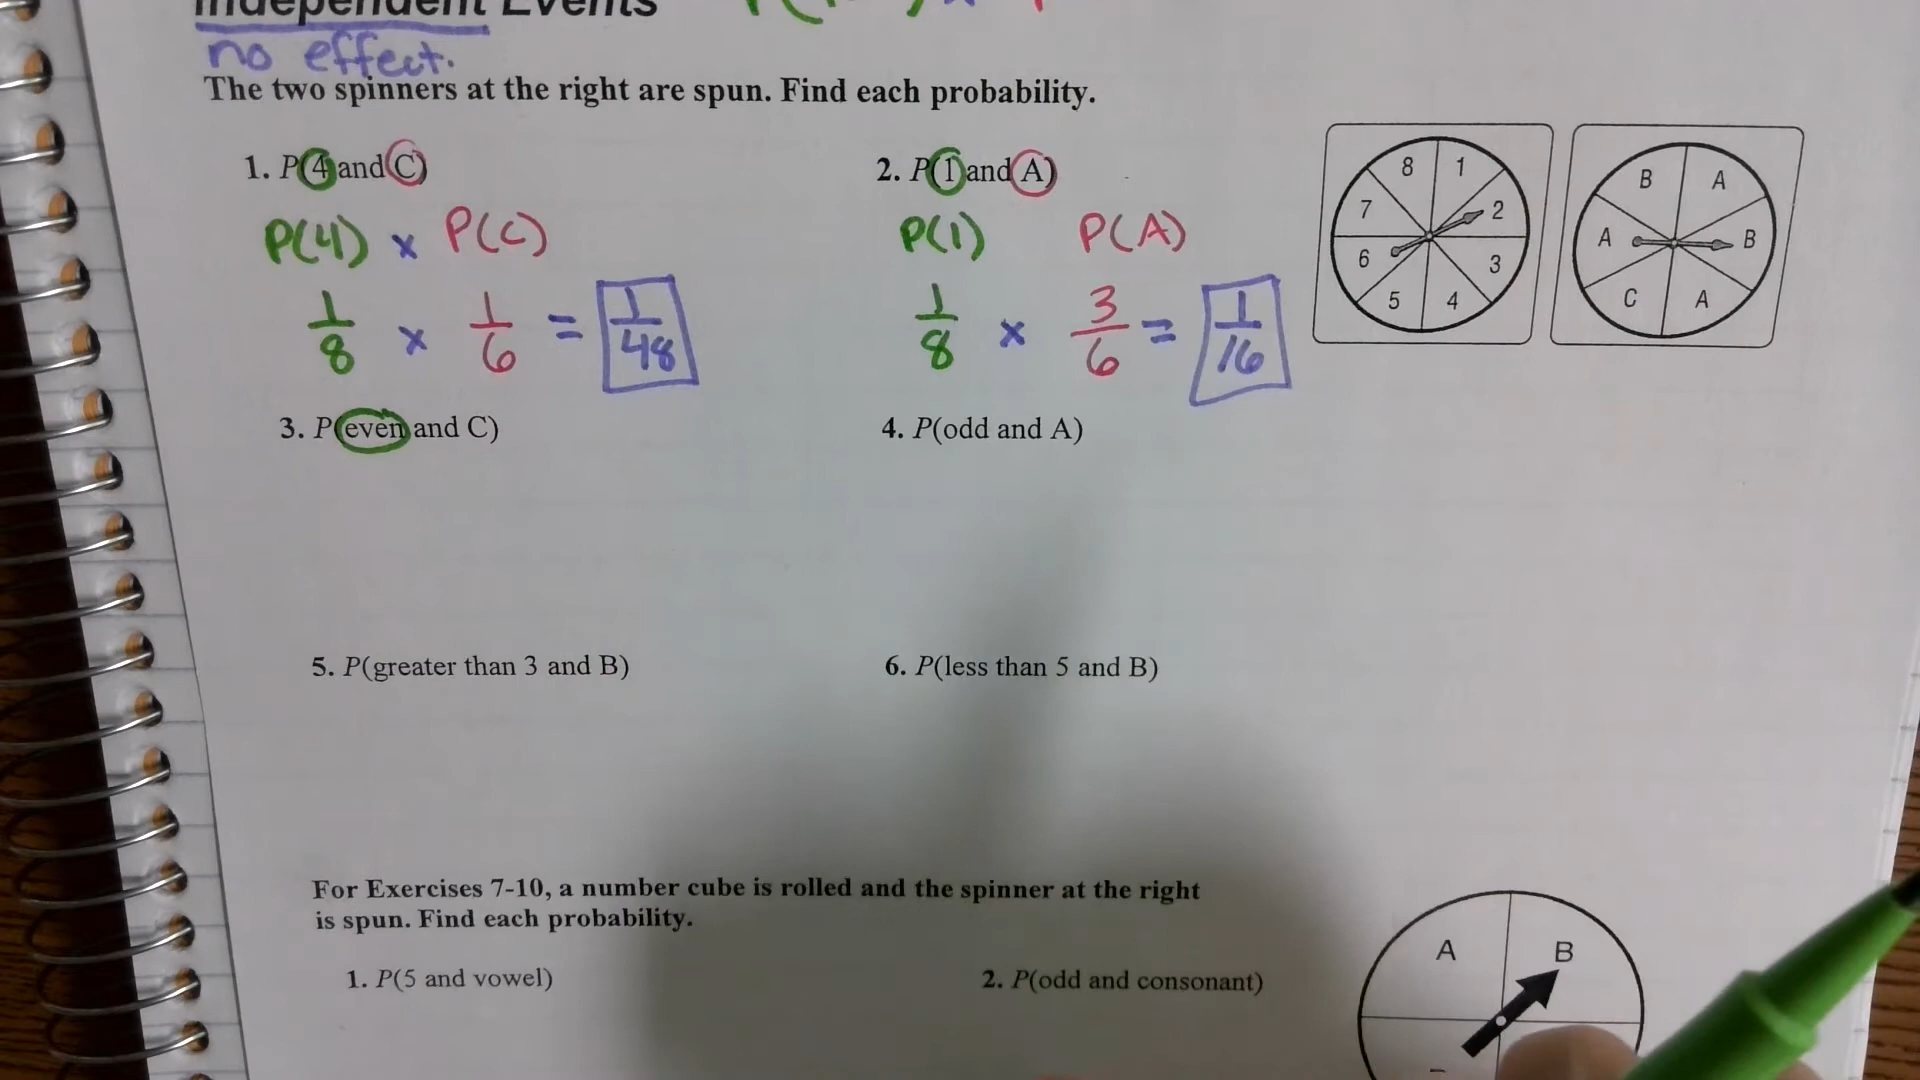 Independent Events
no effect.
The two spinners at the right are spun. Find each probability.
1. P(4 and C)
P(4) x P(C)
1/8 x 1/6 = 1/48
2. P(1 and A)
P(1) P(A)
1/8 x 3/6 = 1/16
8 1
7 2
6 3
5 4
B A
A B
C A
3. P(even and C)
4. P(odd and A)
5. P(greater than 3 and B)
6. P(less than 5 and B)
For Exercises 7-10, a number cube is rolled and the spinner at the right
is spun. Find each probability.
1. P(5 and vowel)
2. P(odd and consonant)
A B